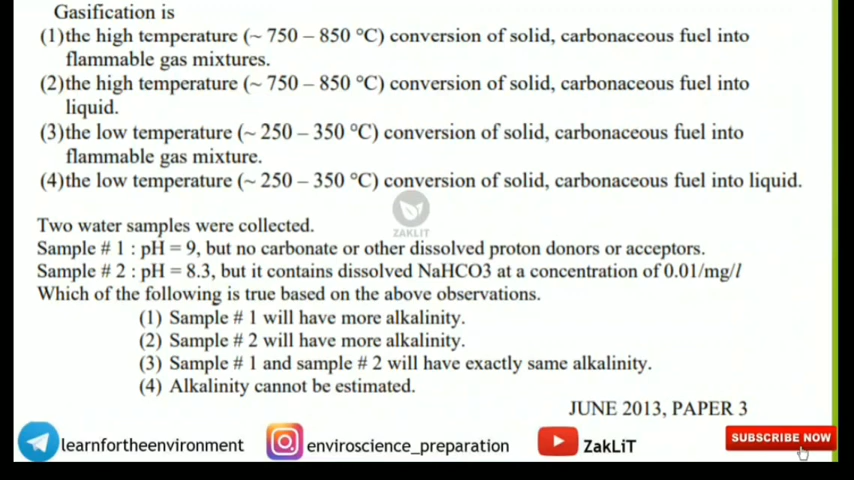 Gasification is
(1)the high temperature (~ 750 – 850 °C) conversion of solid, carbonaceous fuel into
flammable gas mixtures.
(2)the high temperature (~ 750 – 850 °C) conversion of solid, carbonaceous fuel into
liquid.
(3)the low temperature (~ 250 – 350 °C) conversion of solid, carbonaceous fuel into
flammable gas mixture.
(4)the low temperature (~ 250 – 350 °C) conversion of solid, carbonaceous fuel into liquid.
ZAKLIT
Two water samples were collected.
Sample # 1 : pH = 9, but no carbonate or other dissolved proton donors or acceptors.
Sample # 2 : pH = 8.3, but it contains dissolved NaHCO3 at a concentration of 0.01/mg/l
Which of the following is true based on the above observations.
(1) Sample # 1 will have more alkalinity.
(2) Sample # 2 will have more alkalinity.
(3) Sample # 1 and sample # 2 will have exactly same alkalinity.
(4) Alkalinity cannot be estimated.
JUNE 2013, PAPER 3
learnfortheenvironment enviroscience_preparation ZakLiT SUBSCRIBE NOW